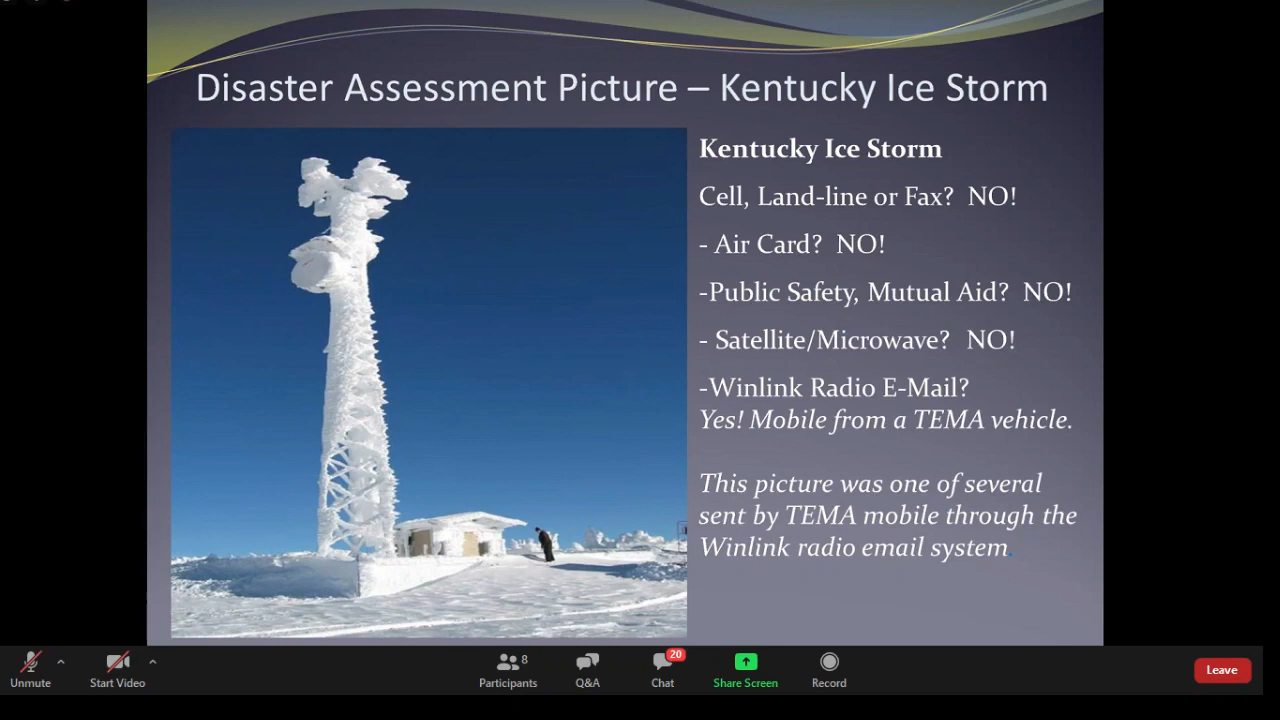 Disaster Assessment Picture – Kentucky Ice Storm
Kentucky Ice Storm
Cell, Land-line or Fax?  NO!
- Air Card?  NO!
-Public Safety, Mutual Aid?  NO!
- Satellite/Microwave?  NO!
-Winlink Radio E-Mail?
Yes! Mobile from a TEMA vehicle.
This picture was one of several
sent by TEMA mobile through the
Winlink radio email system.
Unmute
Start Video
8
Participants
Q&A
20
Chat
Share Screen
Record
Leave